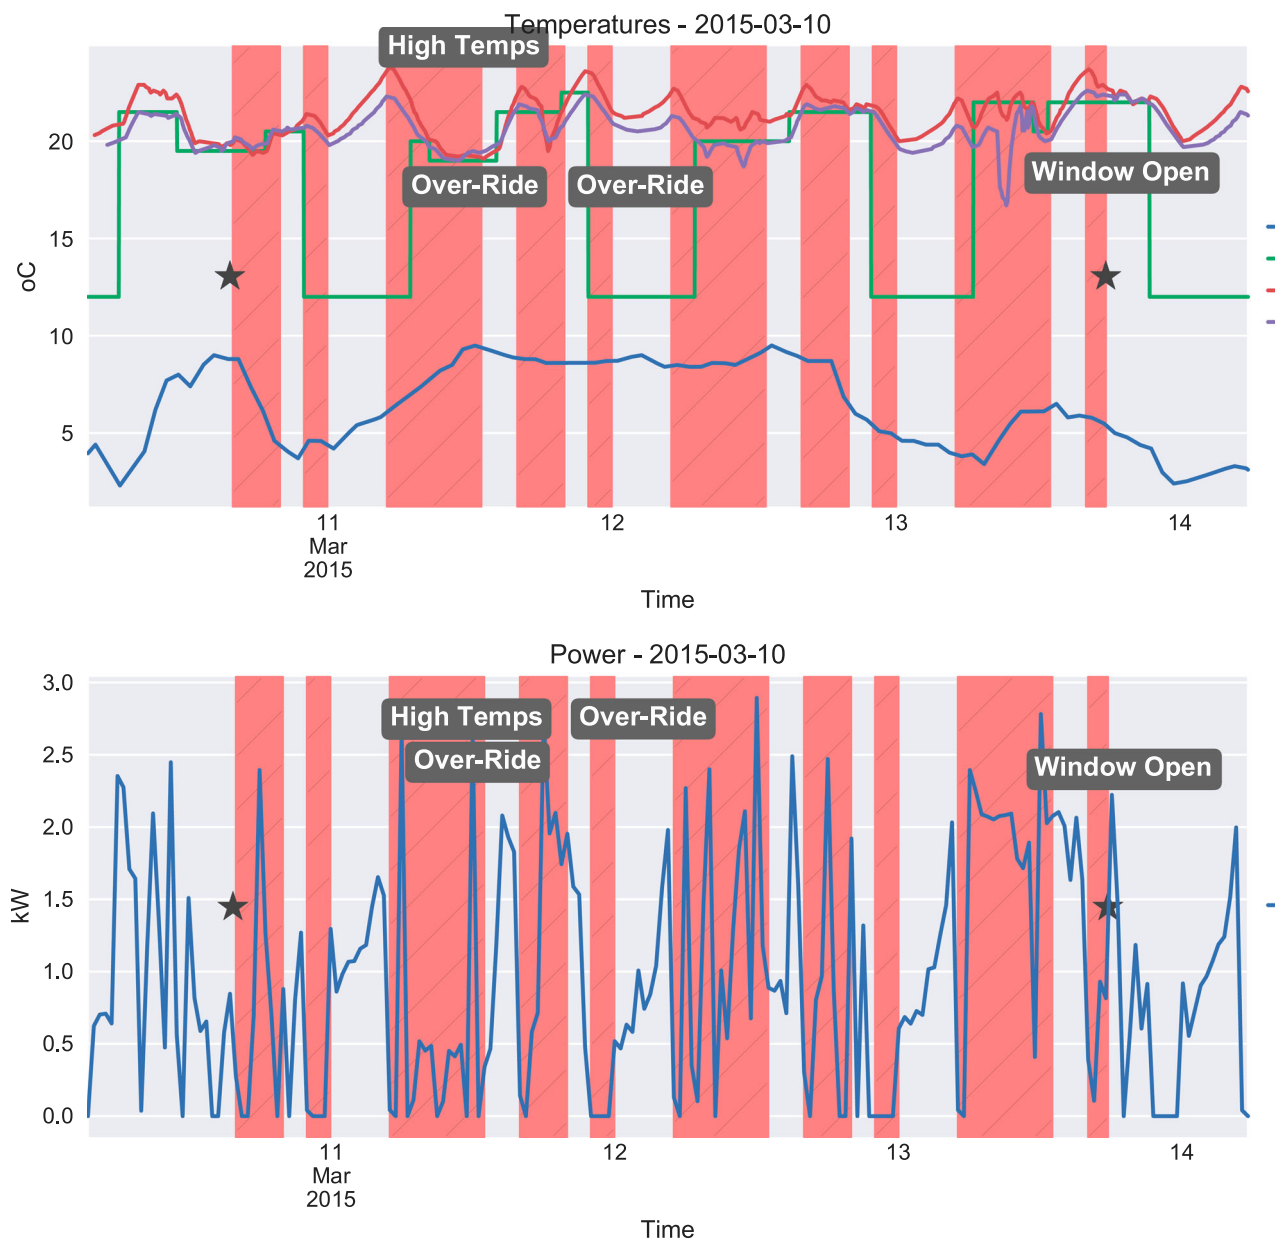 Temperatures - 2015-03-10
High Temps
20
Over-Ride
Over-Ride
Window Open
15
oC
10
5
11
12
13
14
Mar
2015
Time
Power - 2015-03-10
3.0
High Temps
Over-Ride
2.5
Over-Ride
Window Open
2.0
1.5
kW
1.0
0.5
0.0
11
12
13
14
Mar
2015
Time